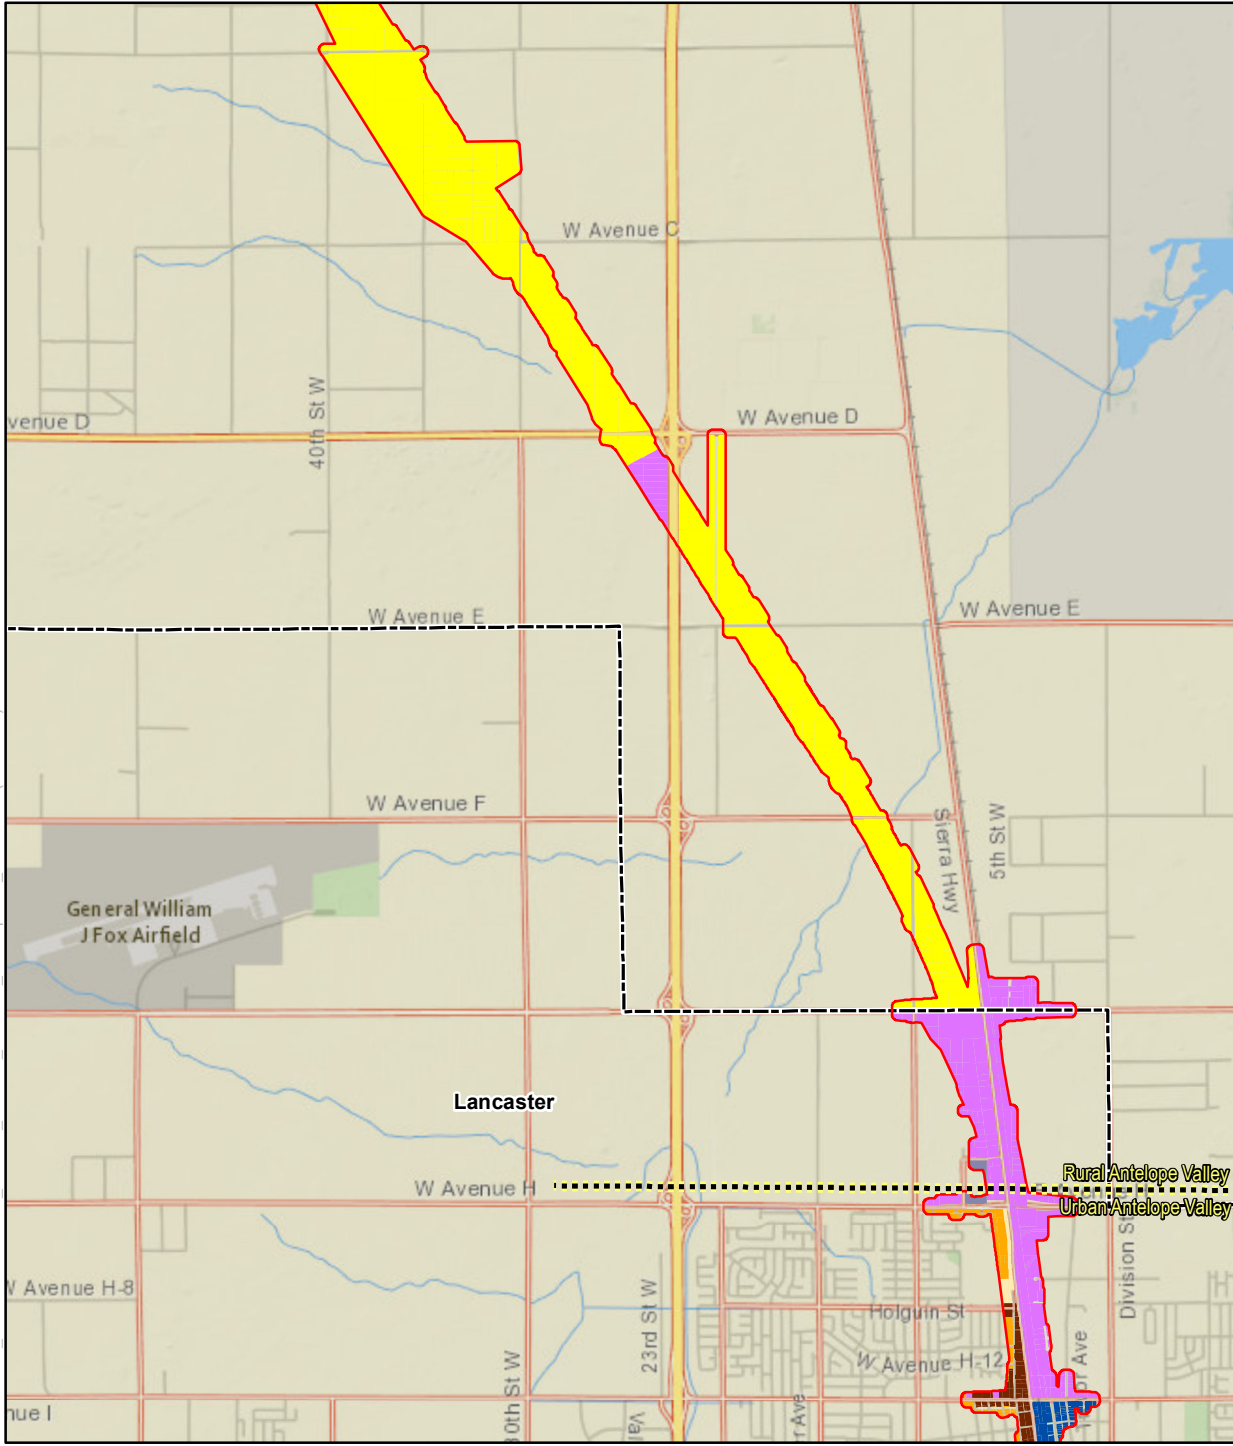 W Avenue C
W Avenue D
venue D
40th St W
W Avenue E
W Avenue E
W Avenue F
Sierra Hwy
5th St W
General William
J Fox Airfield
Lancaster
Rural Antelope Valley
W Avenue H
Urban Antelope Valley
Division St
W Avenue H-8
Holguin St
23rd St W
W Avenue H-12
0th St W
nue I